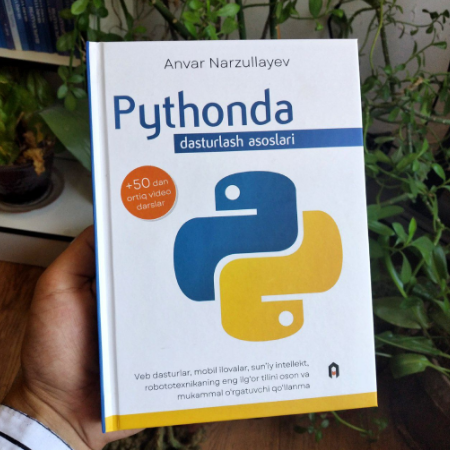 Anvar Narzullayev
Pythonda
dasturlash asoslari
+50 dan
ortiq video
darslar
Veb dasturlar, mobil ilovalar, sun'iy intellekt,
robototexnikaning eng ilg'or tilini oson va
mukammal o'rgatuvchi qo'llanma